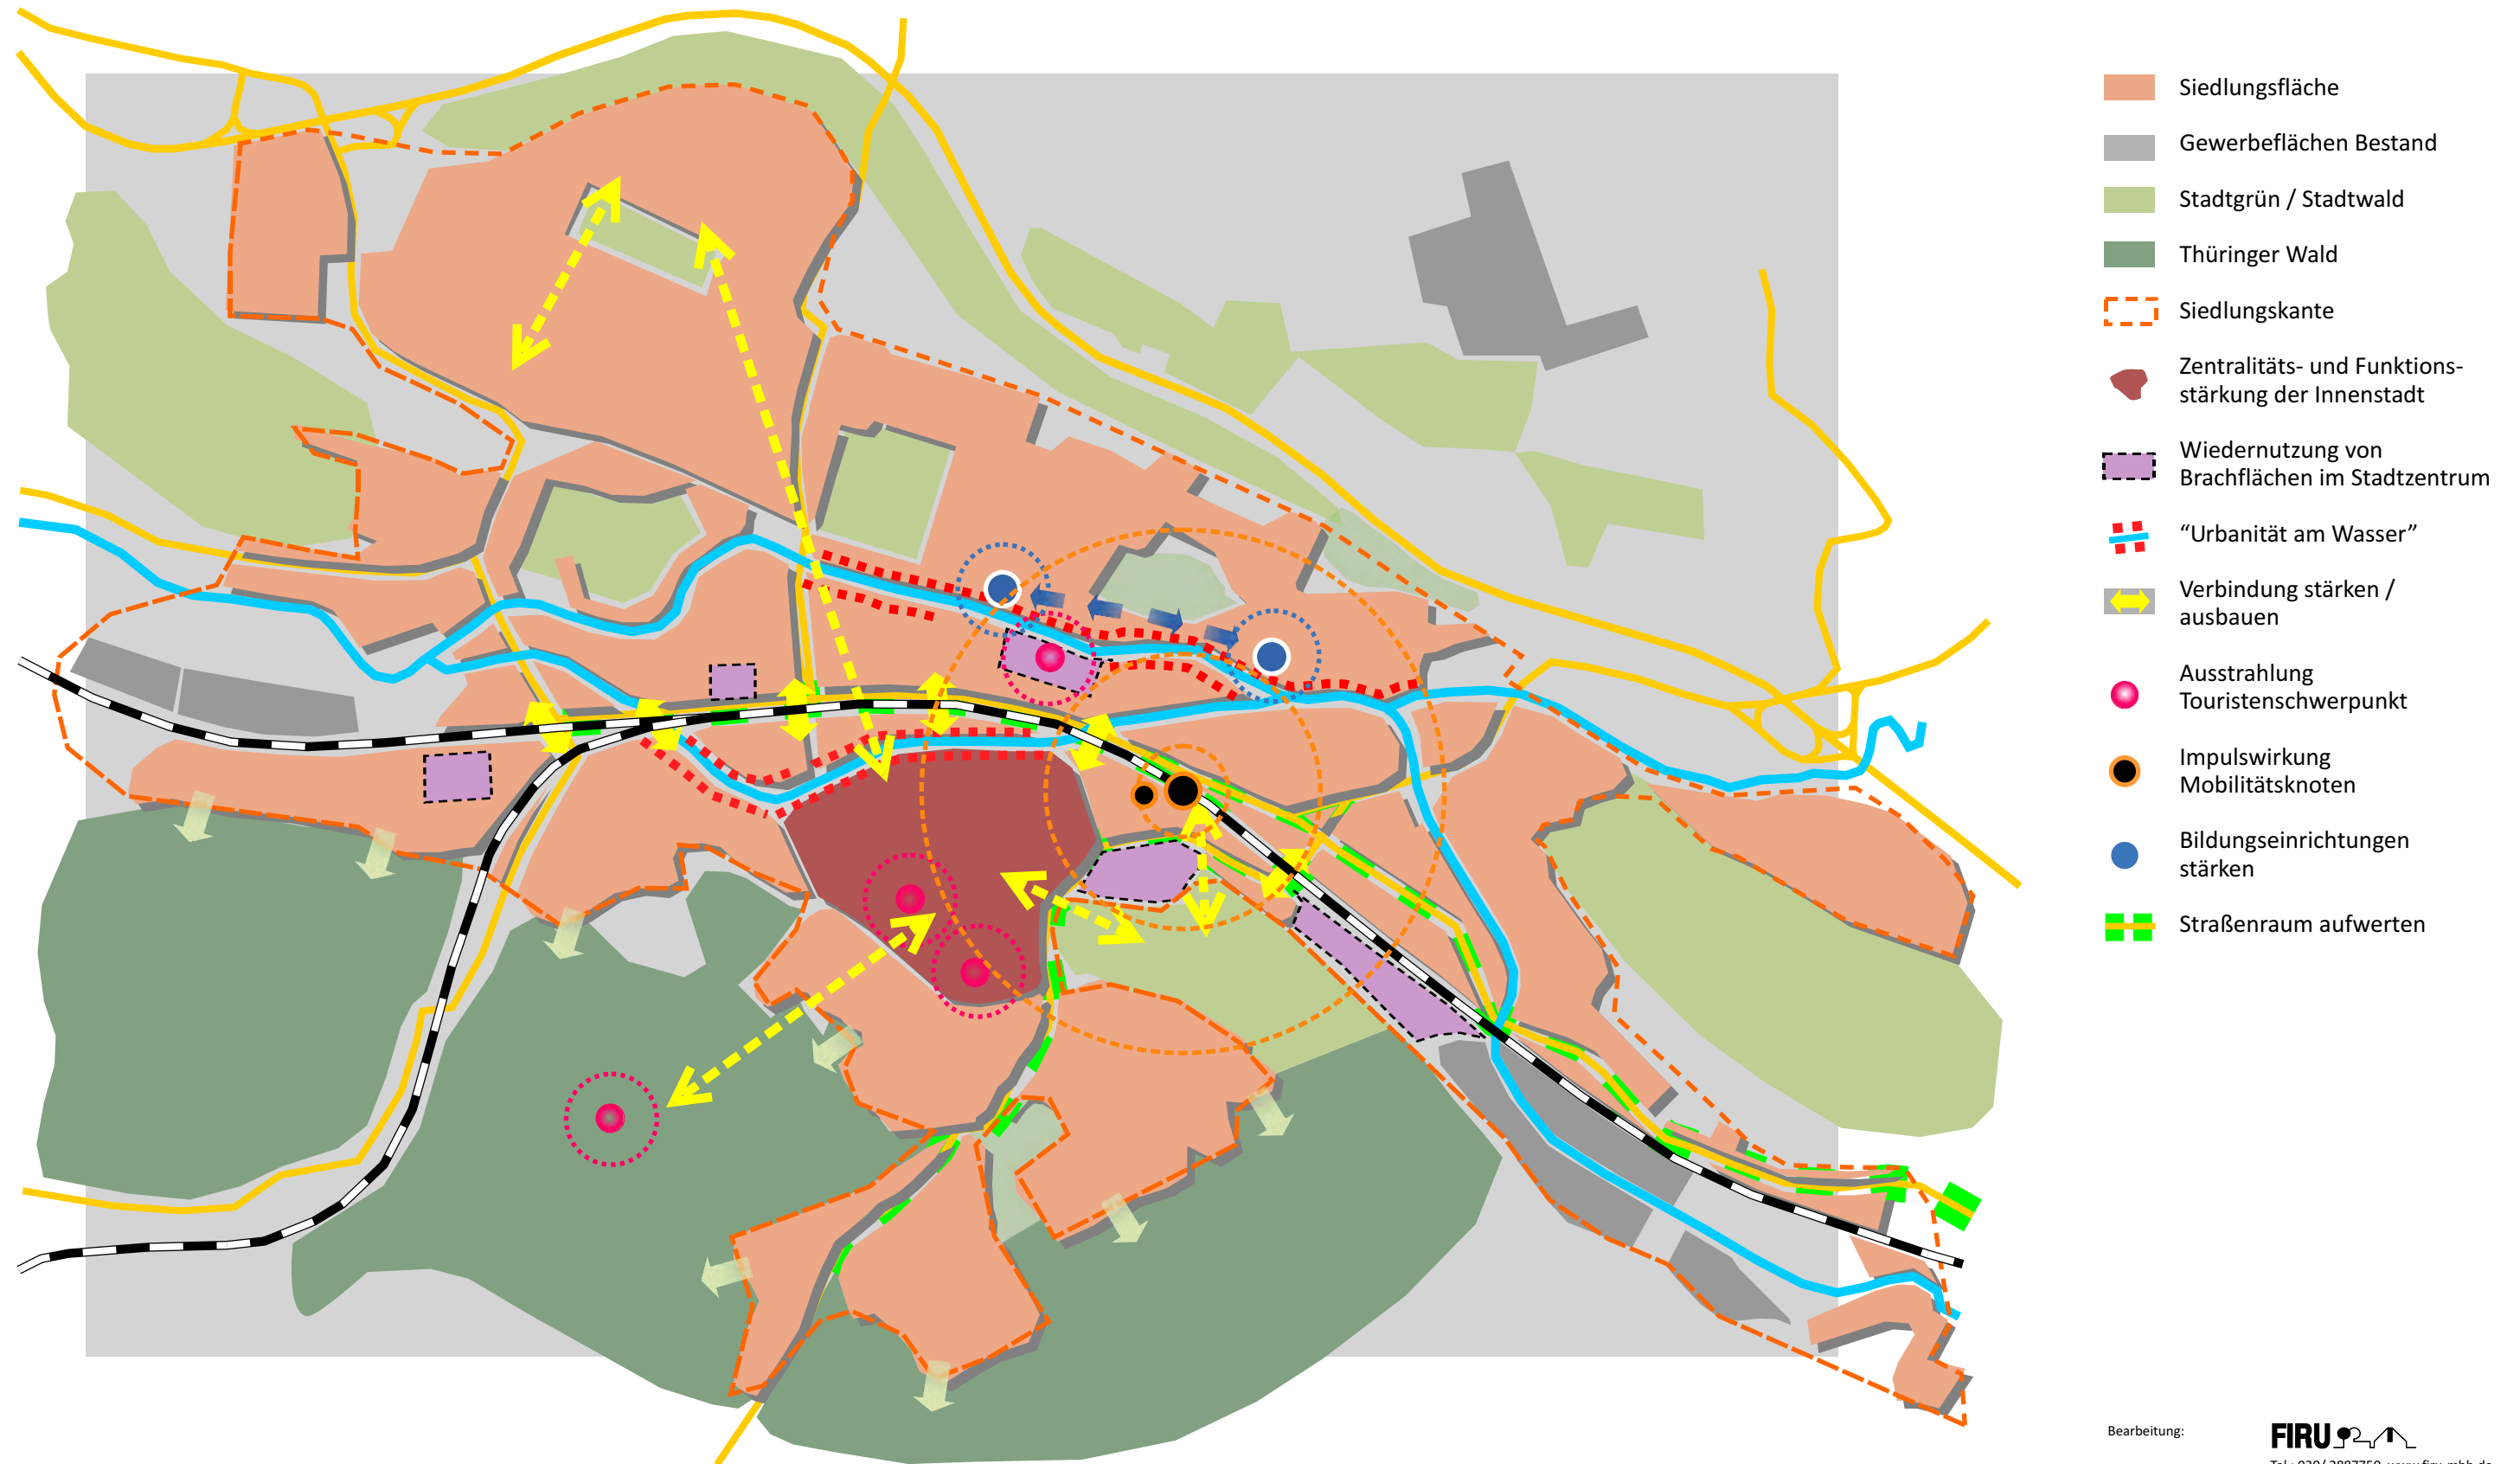 Siedlungsfläche
Gewerbeflächen Bestand
Stadtgrün / Stadtwald
Thüringer Wald
Siedlungskante
Zentralitäts- und Funktions-
stärkung der Innenstadt
Wiedernutzung von
Brachflächen im Stadtzentrum
“Urbanität am Wasser”
Verbindung stärken /
ausbauen
Ausstrahlung
Touristenschwerpunkt
Impulswirkung
Mobilitätsknoten
Bildungseinrichtungen
stärken
Straßenraum aufwerten
Bearbeitung:
FIRU